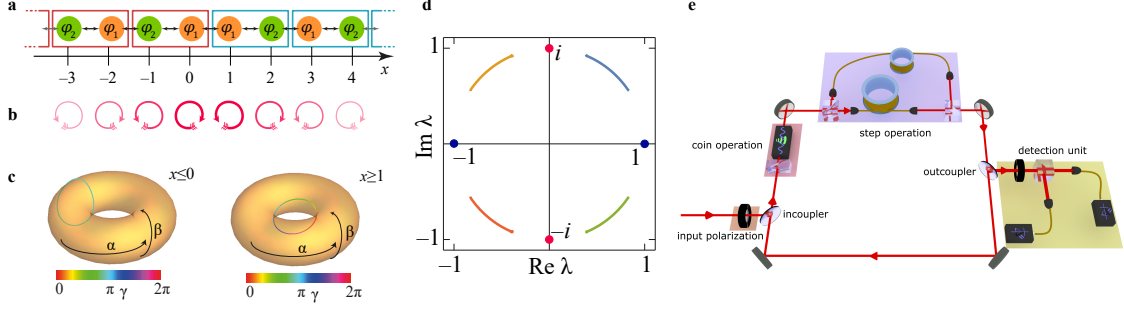 a
φ2 φ1 φ2 φ1 φ1 φ2 φ1 φ2
−3 −2 −1 0 1 2 3 4 x
b
c
x≤0
α β
0 π γ 2π
x≥1
α β
0 π γ 2π
d
1
i
Im λ
−1 1
−1
−i
−1 Re λ 1
e
step operation
coin operation
detection unit
outcoupler
incoupler
input polarization